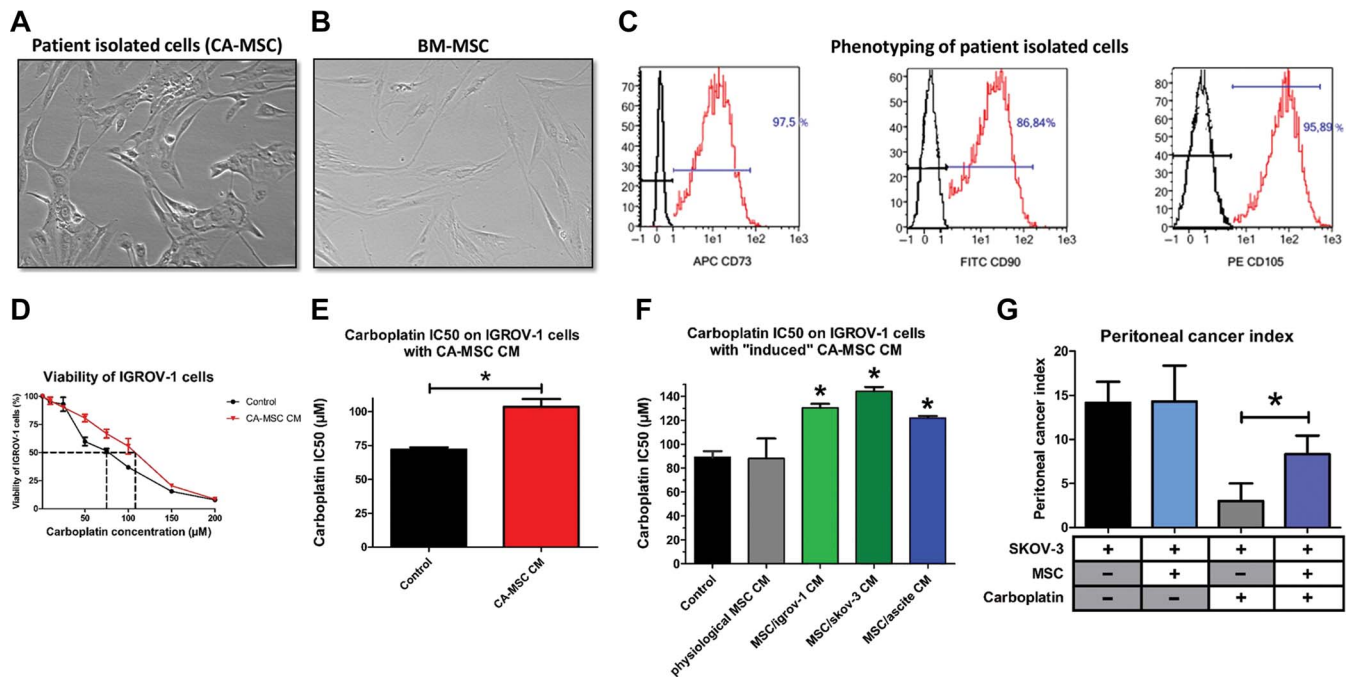 A
Patient isolated cells (CA-MSC)
B
BM-MSC
C
Phenotyping of patient isolated cells
70
60
50
40
30
20
10
0
97,5 %
−1 0 1 1e1 1e2 1e3
APC CD73
60
50
40
30
20
10
0
86,84%
−1 0 1 1e1 1e2 1e3
FITC CD90
80
70
60
50
40
30
20
10
0
95,89 %
−1 0 1 1e1 1e2 1e3
PE CD105
D
Viability of IGROV-1 cells
Viability of IGROV-1 cells (%)
100
75
50
25
0
50 100 150 200
Carboplatin concentration (µM)
Control
CA-MSC CM
E
Carboplatin IC50 on IGROV-1 cells
with CA-MSC CM
*
Carboplatin IC50 (µM)
100
75
50
25
0
Control
CA-MSC CM
F
Carboplatin IC50 on IGROV-1 cells
with "induced" CA-MSC CM
* * *
Carboplatin IC50 (µM)
140
120
100
80
60
40
20
0
Control
physiological MSC CM
MSC/igrov-1 CM
MSC/skov-3 CM
MSC/ascite CM
G
Peritoneal cancer index
Peritoneal cancer index
20
15
10
5
0
*
SKOV-3 + + + +
MSC − + − +
Carboplatin − − + +